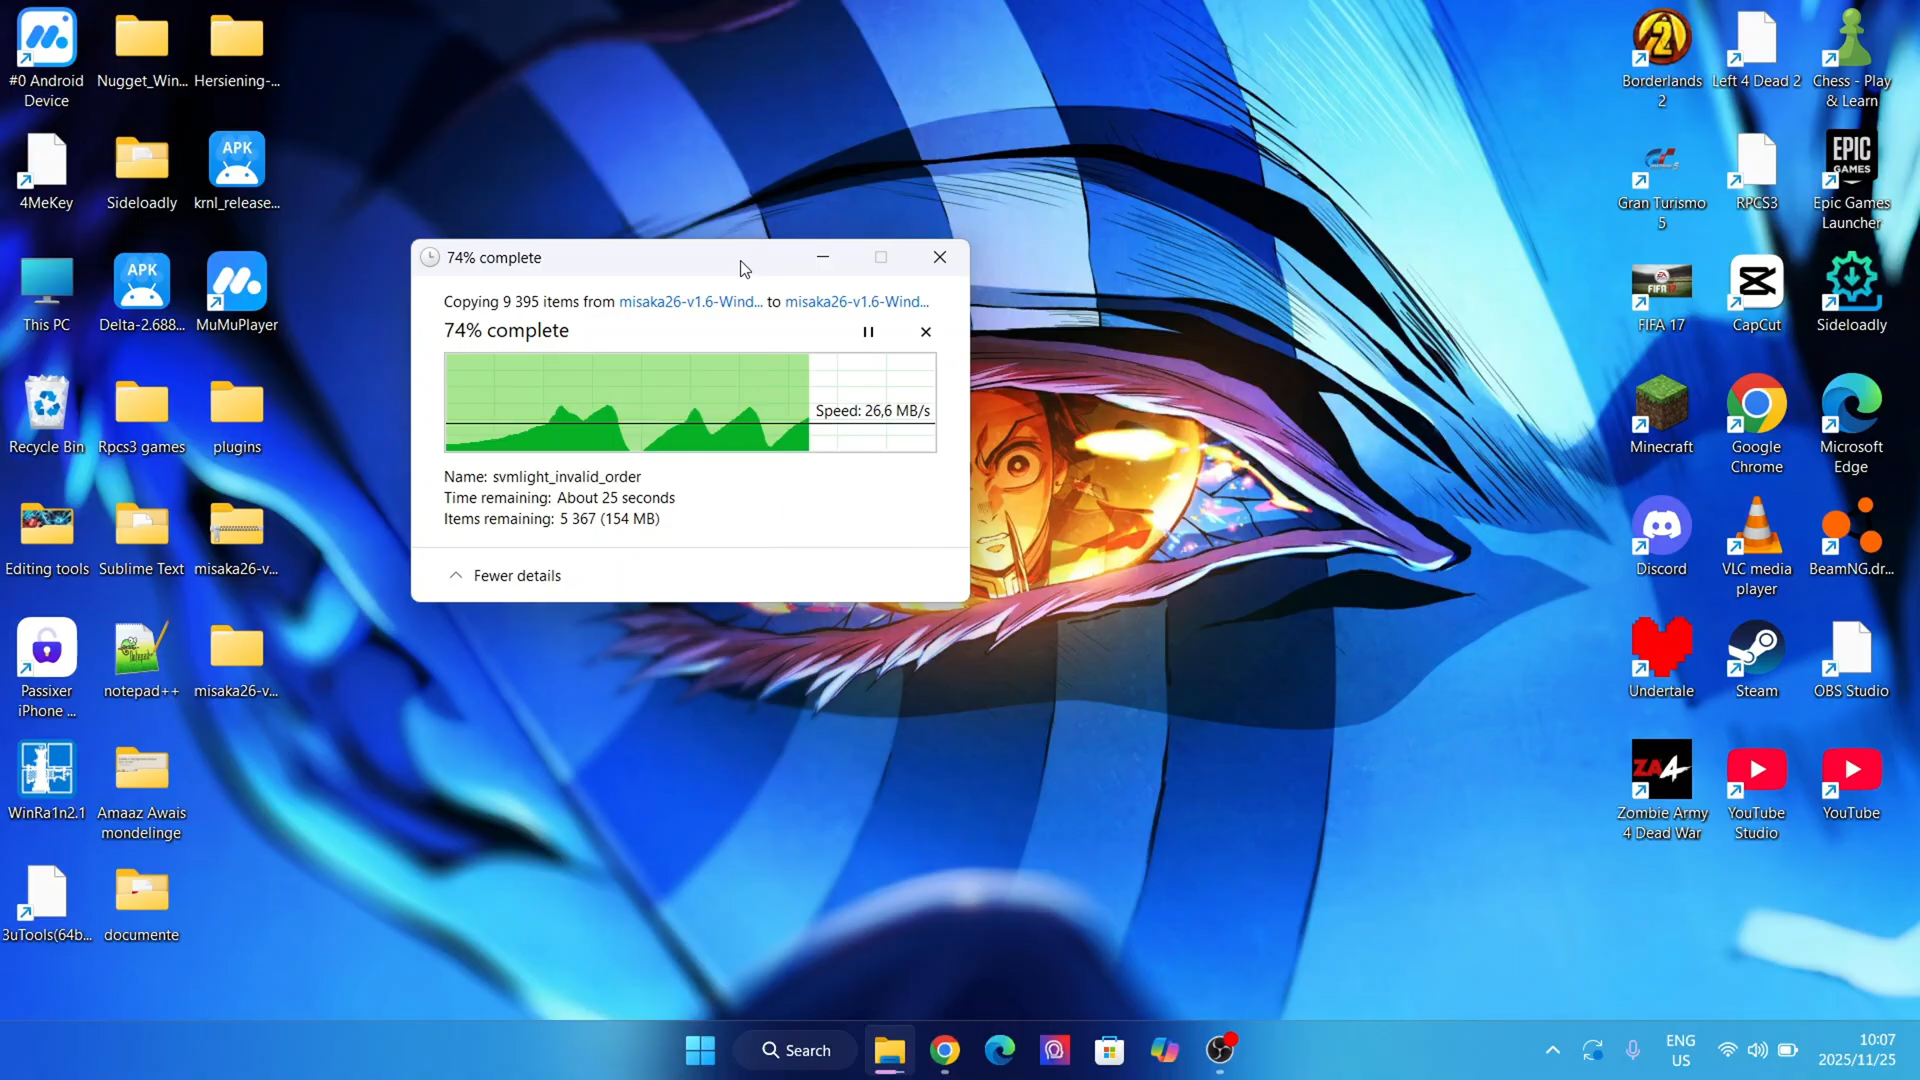 #0 Android
Device
Nugget_Win...
Hersiening-...
4MeKey
Sideloadly
APK
krnl_release...
This PC
APK
Delta-2.688...
MuMuPlayer
Recycle Bin
Rpcs3 games
plugins
Editing tools
Sublime Text
misaka26-v...
Passixer
iPhone ...
notepad++
misaka26-v...
WinRa1n2.1
Amaaz Awais
mondelinge
3uTools(64b...
documente
74% complete
Copying 9 395 items from misaka26-v1.6-Wind... to misaka26-v1.6-Wind...
74% complete
Speed: 26,6 MB/s
Name: svmlight_invalid_order
Time remaining: About 25 seconds
Items remaining: 5 367 (154 MB)
Fewer details
2
Borderlands
2
Left 4 Dead 2
Chess - Play
& Learn
Gran Turismo
5
RPCS3
EPIC
GAMES
Epic Games
Launcher
FIFA 17
CapCut
Sideloadly
Minecraft
Google
Chrome
Microsoft
Edge
Discord
VLC media
player
BeamNG.dr...
Undertale
Steam
OBS Studio
ZA4
Zombie Army
4 Dead War
YouTube
Studio
YouTube
Search
ENG
US
10:07
2025/11/25